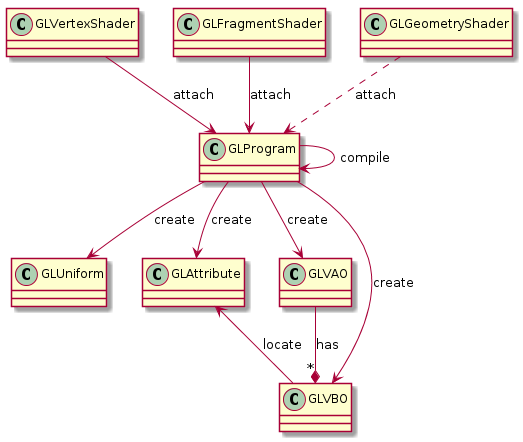 C GLVertexShader
C GLFragmentShader
C GLGeometryShader
attach
attach
attach
C GLProgram
compile
create
create
create
C GLUniform
C GLAttribute
C GLVAO
create
locate
has
*
C GLVBO